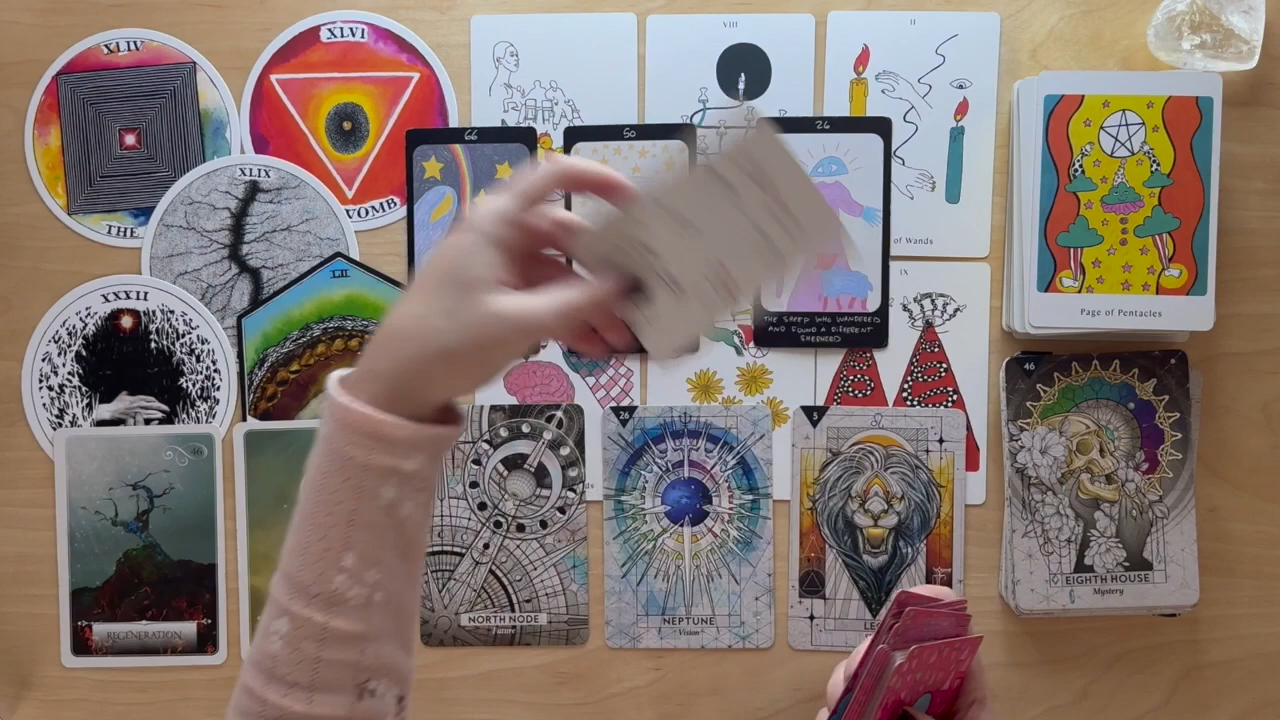 XLIV
THE
XLVI
WOMB
XLIX
XXXII
LII
VIII
II
of Wands
IX
66
50
26
THE SHEEP WHO WANDERED
AND FOUND A DIFFERENT
SHEPHERD
Page of Pentacles
46
REGENERATION
NORTH NODE
Future
26
NEPTUNE
Vision
5
46
EIGHTH HOUSE
Mystery